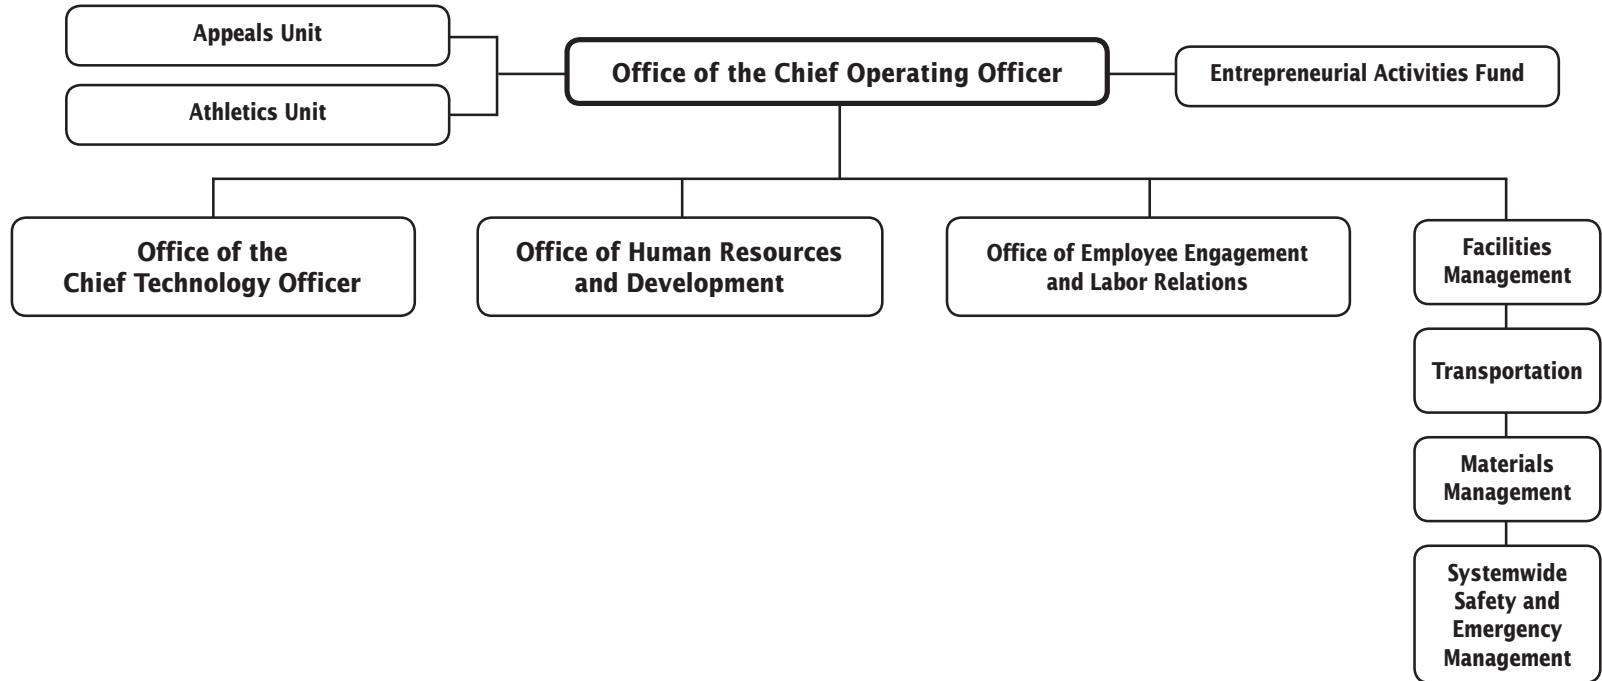 Appeals Unit
Athletics Unit
Office of the Chief Operating Officer
Entrepreneurial Activities Fund
Office of the
Chief Technology Officer
Office of Human Resources
and Development
Office of Employee Engagement
and Labor Relations
Facilities
Management
Transportation
Materials
Management
Systemwide
Safety and
Emergency
Management